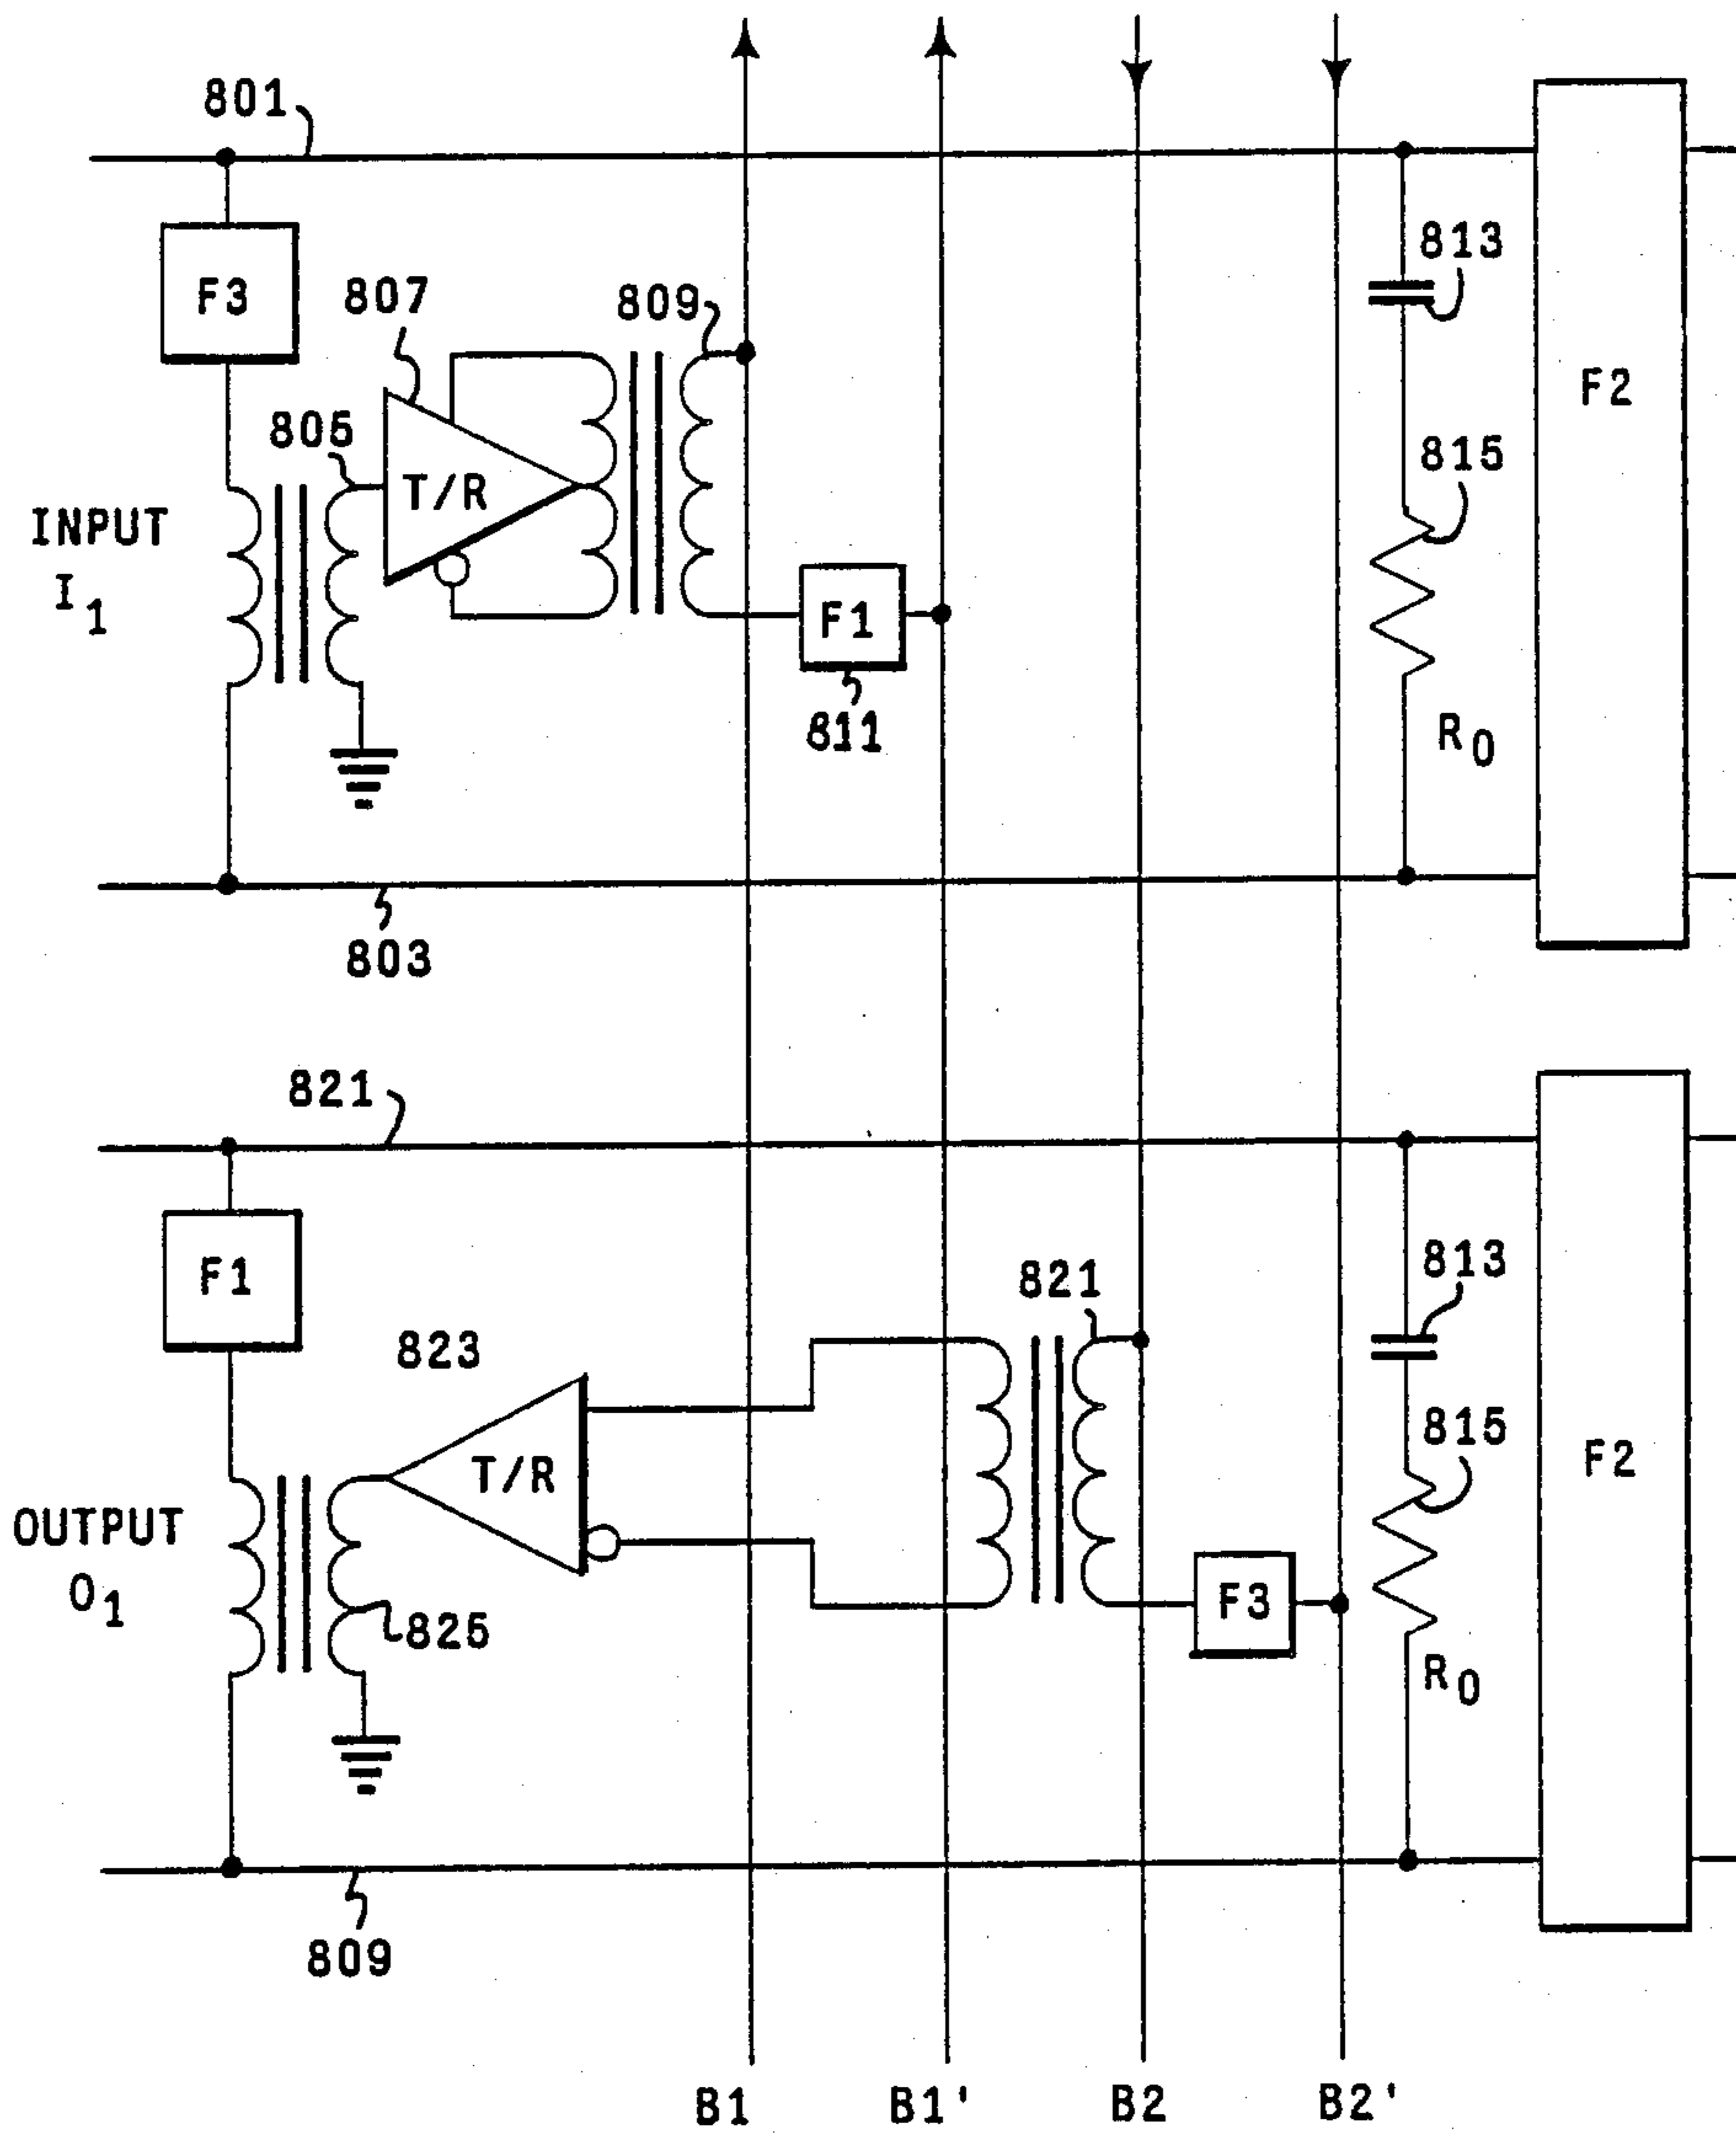 801
F3
807
809
813
F2
805
T/R
815
INPUT
I1
F1
811
R0
803
821
F1
823
821
813
815
T/R
F2
OUTPUT
O1
825
F3
R0
809
B1
B1'
B2
B2'